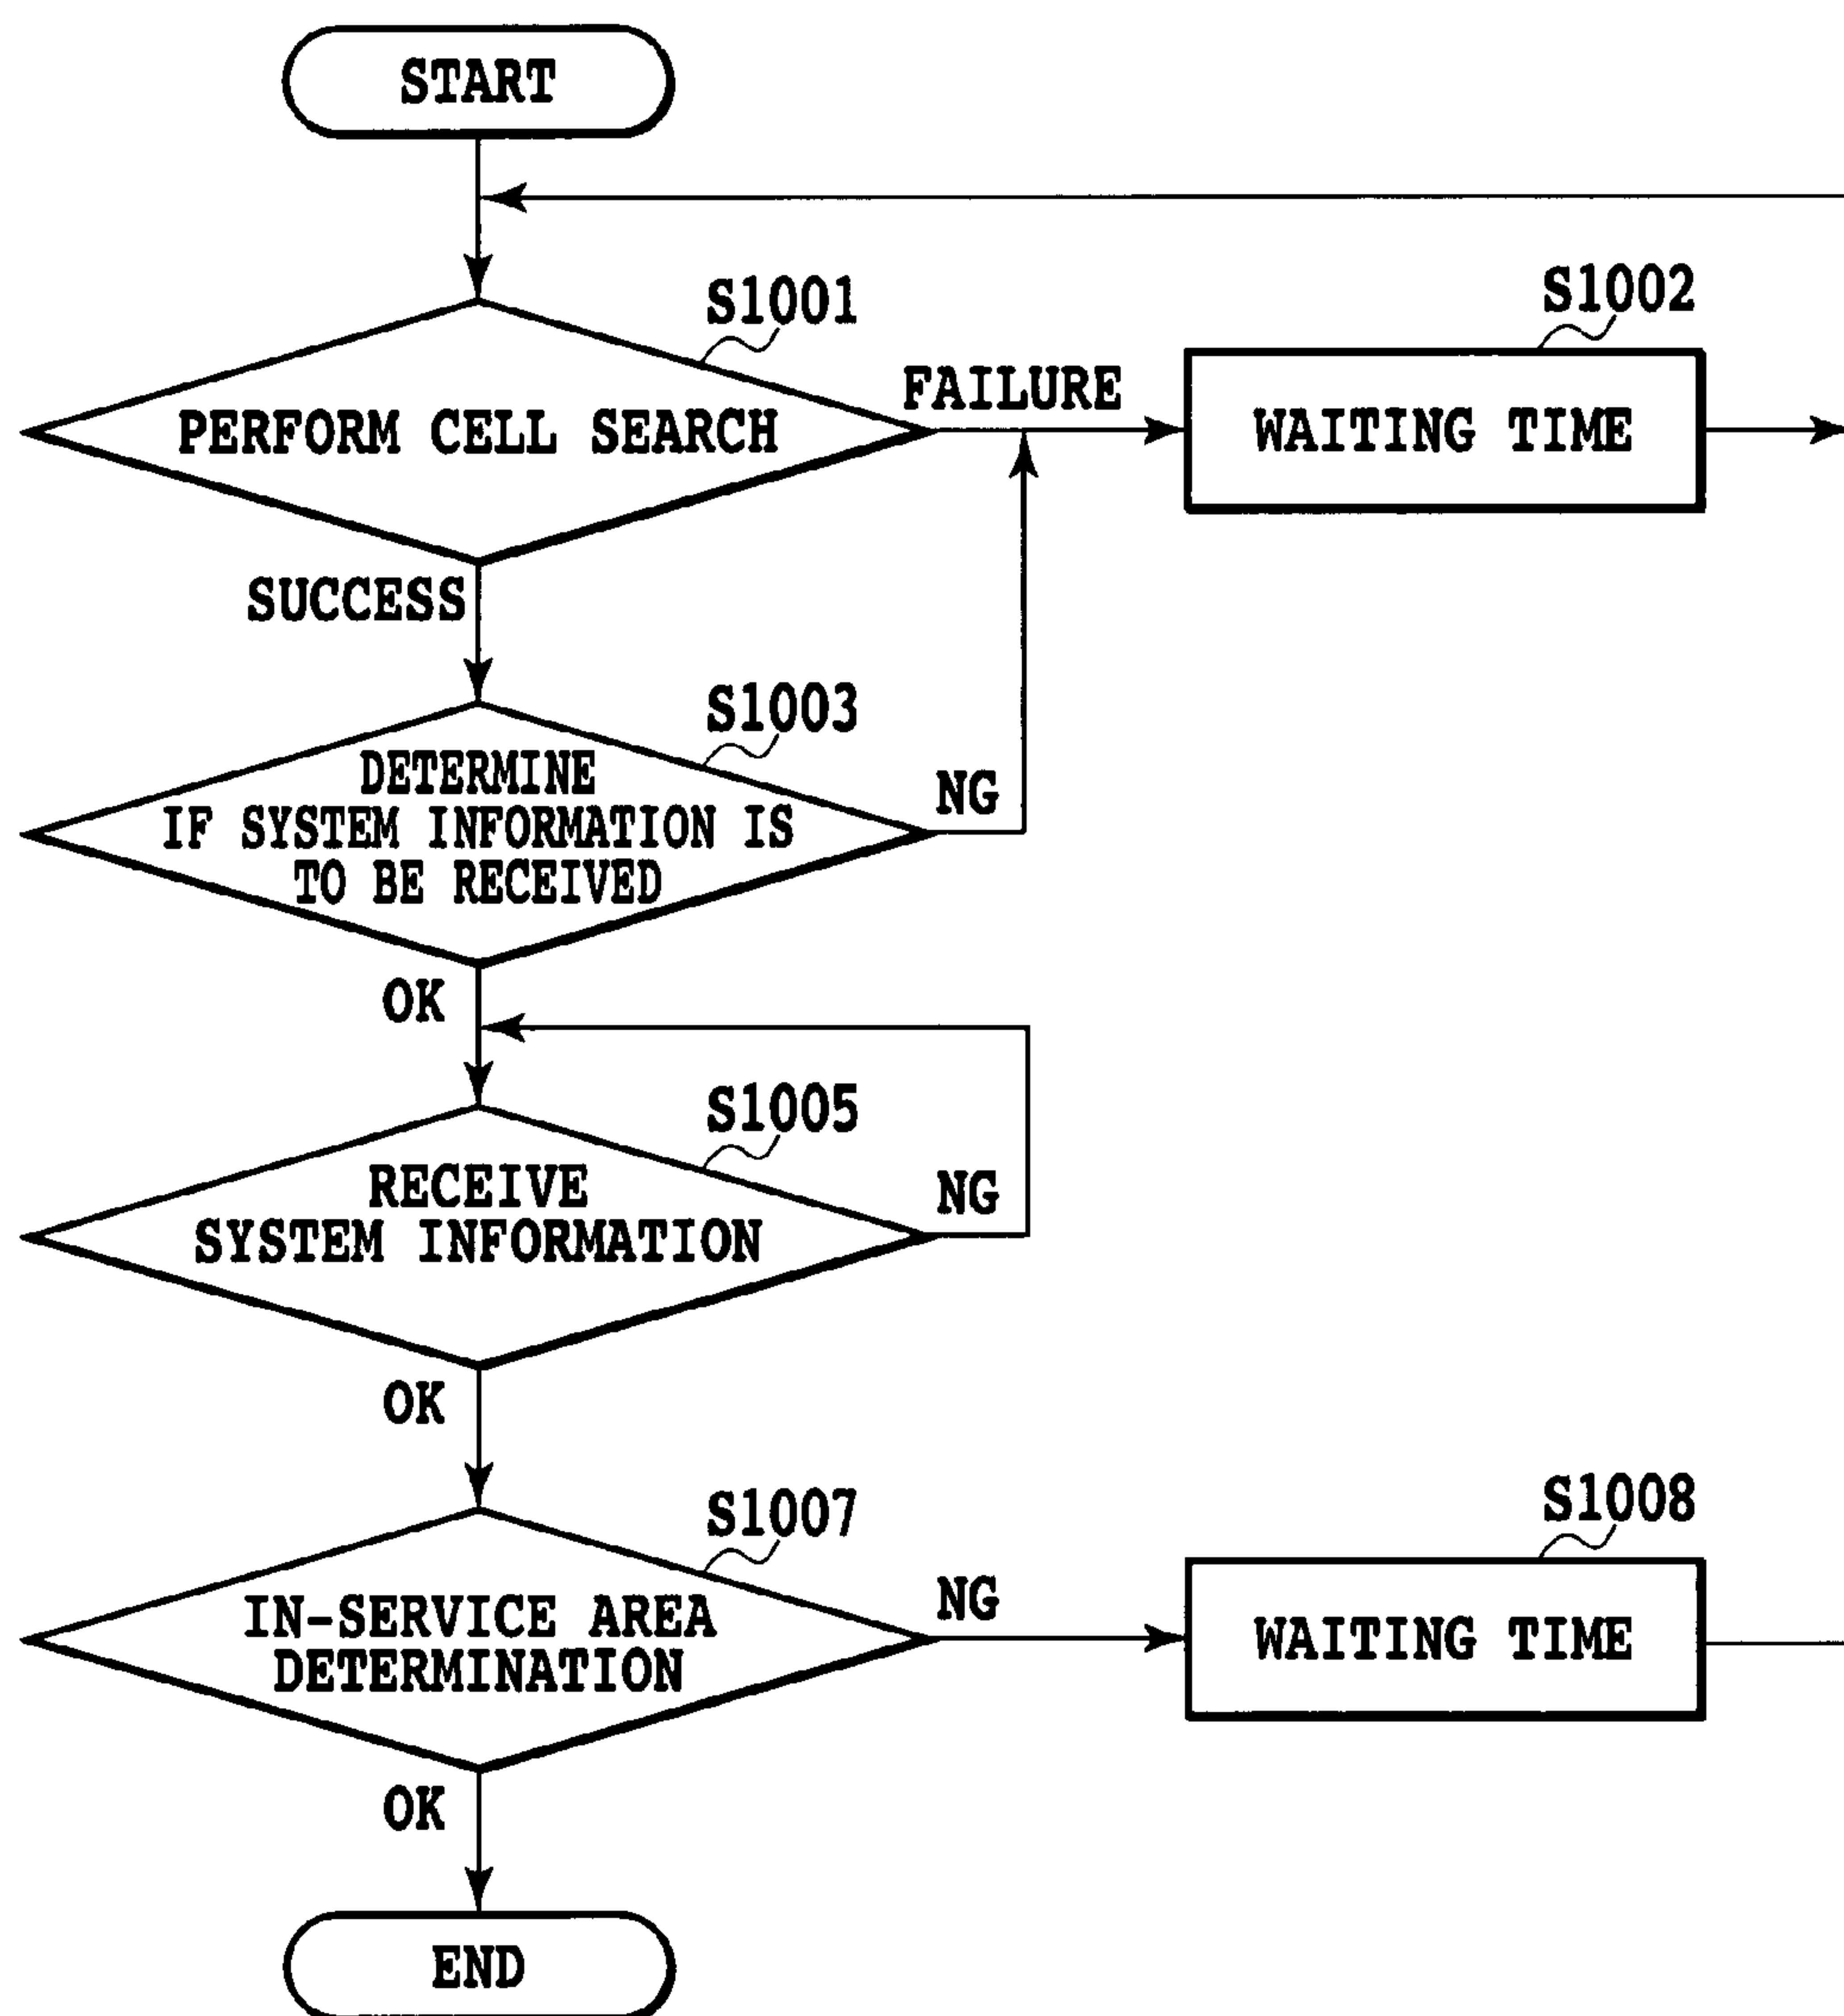 START
S1001
S1002
FAILURE
PERFORM CELL SEARCH
WAITING TIME
SUCCESS
S1003
DETERMINE
IF SYSTEM INFORMATION IS
TO BE RECEIVED
NG
OK
S1005
RECEIVE
SYSTEM INFORMATION
NG
OK
S1007
S1008
IN-SERVICE AREA
DETERMINATION
NG
WAITING TIME
OK
END